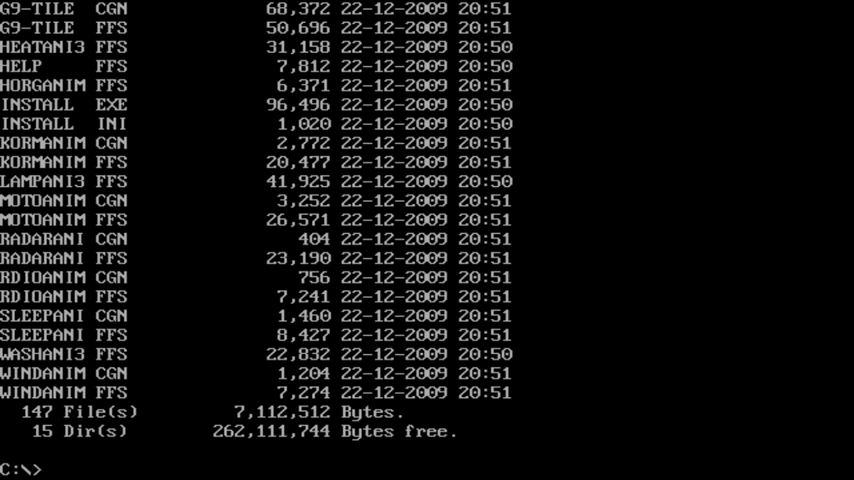 G9-TILE  CGN             68,372 22-12-2009 20:51
G9-TILE  FFS             50,696 22-12-2009 20:51
HEATANI3 FFS             31,158 22-12-2009 20:50
HELP     FFS              7,812 22-12-2009 20:50
HORGANIM FFS              6,371 22-12-2009 20:51
INSTALL  EXE             96,496 22-12-2009 20:50
INSTALL  INI              1,020 22-12-2009 20:50
KORMANIM CGN              2,772 22-12-2009 20:51
KORMANIM FFS             20,477 22-12-2009 20:51
LAMPANI3 FFS             41,925 22-12-2009 20:50
MOTOANIM CGN              3,252 22-12-2009 20:51
MOTOANIM FFS             26,571 22-12-2009 20:51
RADARANI CGN                404 22-12-2009 20:51
RADARANI FFS             23,190 22-12-2009 20:51
RDIOANIM CGN                756 22-12-2009 20:51
RDIOANIM FFS              7,241 22-12-2009 20:51
SLEEPANI CGN              1,460 22-12-2009 20:51
SLEEPANI FFS              8,427 22-12-2009 20:51
WASHANI3 FFS             22,832 22-12-2009 20:50
WINDANIM CGN              1,204 22-12-2009 20:51
WINDANIM FFS              7,274 22-12-2009 20:51
  147 File(s)         7,112,512 Bytes.
   15 Dir(s)        262,111,744 Bytes free.
C:\>